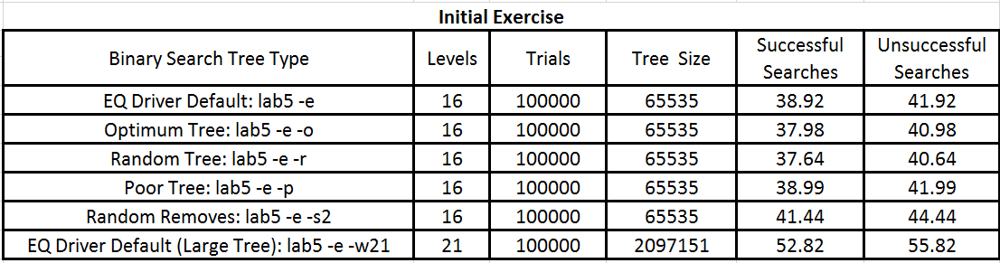 Initial Exercise
Binary Search Tree Type Levels Trials Tree Size Successful Searches Unsuccessful Searches
EQ Driver Default: lab5 -e 16 100000 65535 38.92 41.92
Optimum Tree: lab5 -e -o 16 100000 65535 37.98 40.98
Random Tree: lab5 -e -r 16 100000 65535 37.64 40.64
Poor Tree: lab5 -e -p 16 100000 65535 38.99 41.99
Random Removes: lab5 -e -s2 16 100000 65535 41.44 44.44
EQ Driver Default (Large Tree): lab5 -e -w21 21 100000 2097151 52.82 55.82